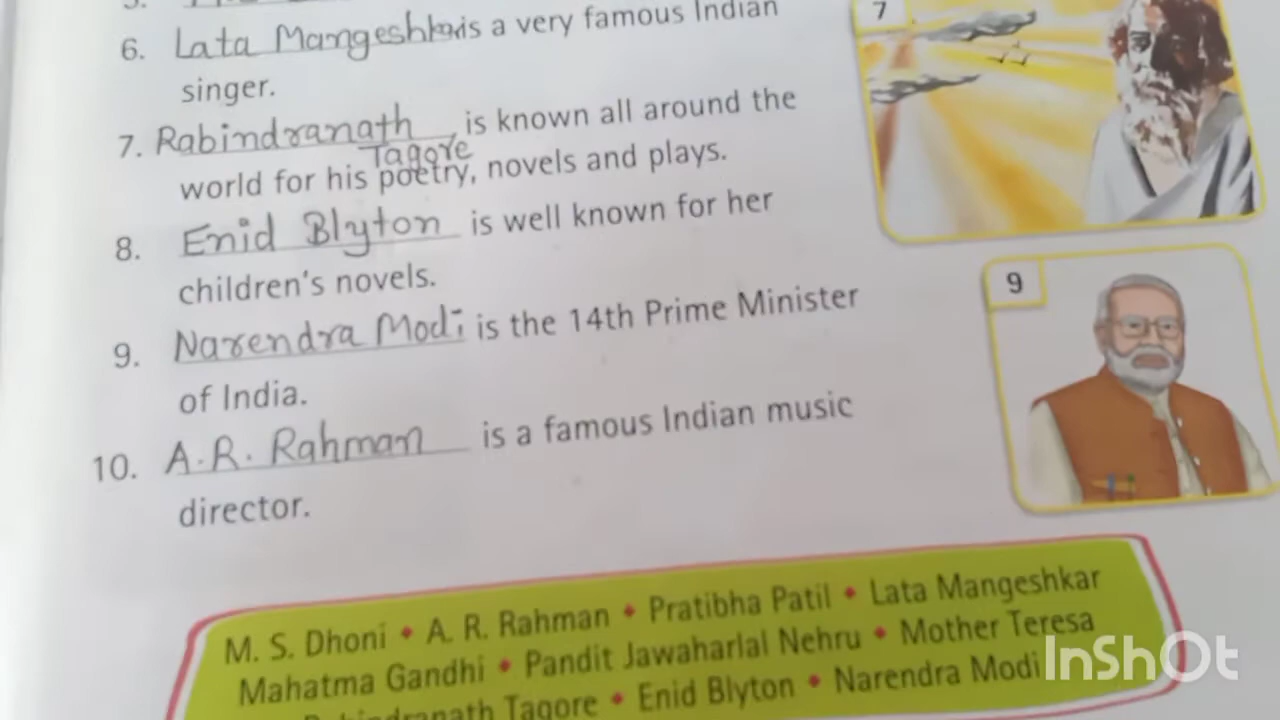 6. Lata Mangeshkar is a very famous Indian
singer.
7
7. Rabindranath is known all around the
Tagore
world for his poetry, novels and plays.
8. Enid Blyton is well known for her
children's novels.
9
9. Narendra Modi is the 14th Prime Minister
of India.
10. A.R. Rahman is a famous Indian music
director.
M. S. Dhoni • A. R. Rahman • Pratibha Patil • Lata Mangeshkar
Mahatma Gandhi • Pandit Jawaharlal Nehru • Mother Teresa
Rabindranath Tagore • Enid Blyton • Narendra Modi
InShOt